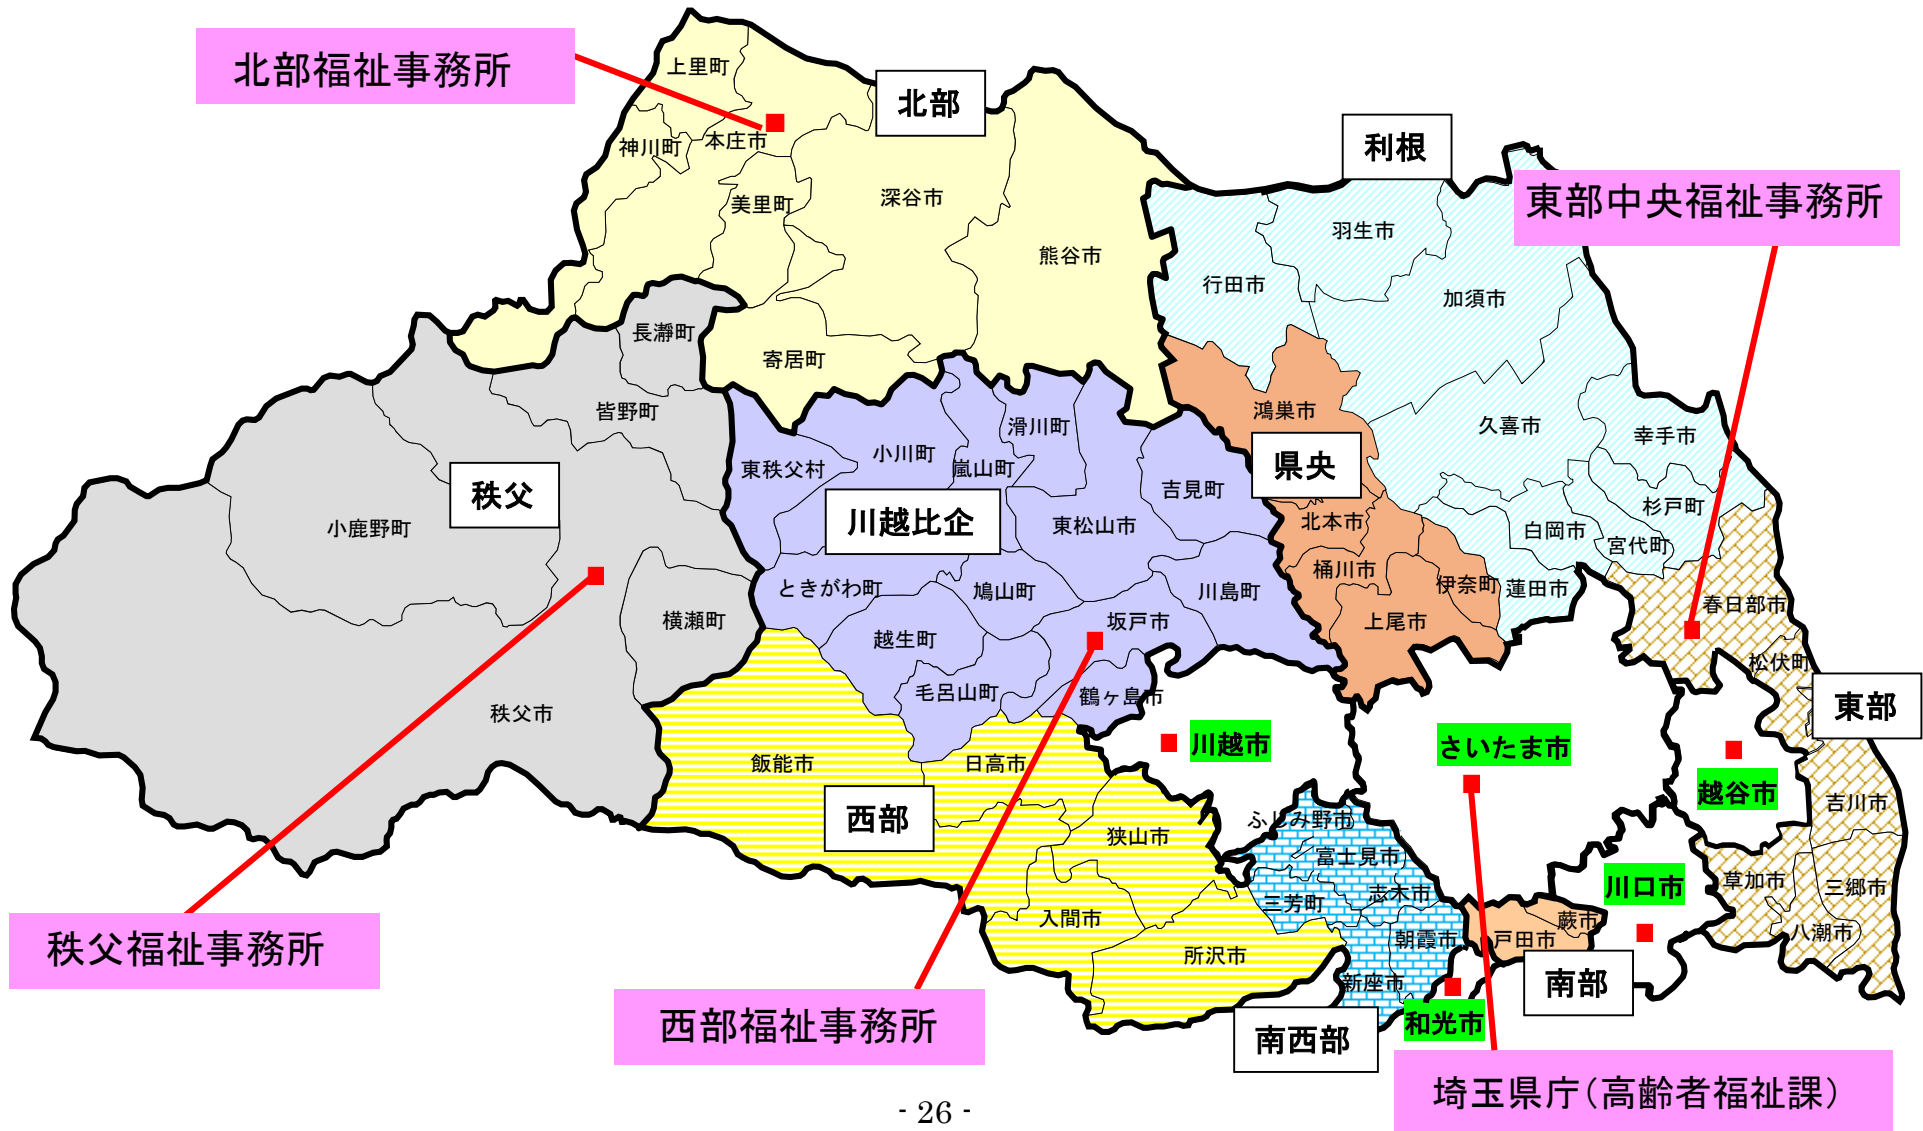 北部福祉事務所
上里町
北部
本庄市
神川町
利根
美里町
深谷市
東部中央福祉事務所
羽生市
熊谷市
行田市
加須市
長瀞町
寄居町
皆野町
鴻巣市
久喜市
幸手市
滑川町
小川町
嵐山町
東秩父村
県央
秩父
吉見町
杉戸町
川越比企
東松山市
北本市
白岡市
小鹿野町
宮代町
桶川市
伊奈町
蓮田市
ときがわ町
鳩山町
川島町
春日部市
横瀬町
越生町
坂戸市
上尾市
松伏町
毛呂山町
鶴ヶ島市
秩父市
東部
川越市
さいたま市
飯能市
日高市
越谷市
吉川市
西部
ふじみ野市
狭山市
富士見市
川口市
草加市
三郷市
志木市
三芳町
入間市
蕨市
戸田市
朝霞市
八潮市
秩父福祉事務所
所沢市
新座市
南部
西部福祉事務所
和光市
南西部
埼玉県庁(高齢者福祉課)
- 26 -